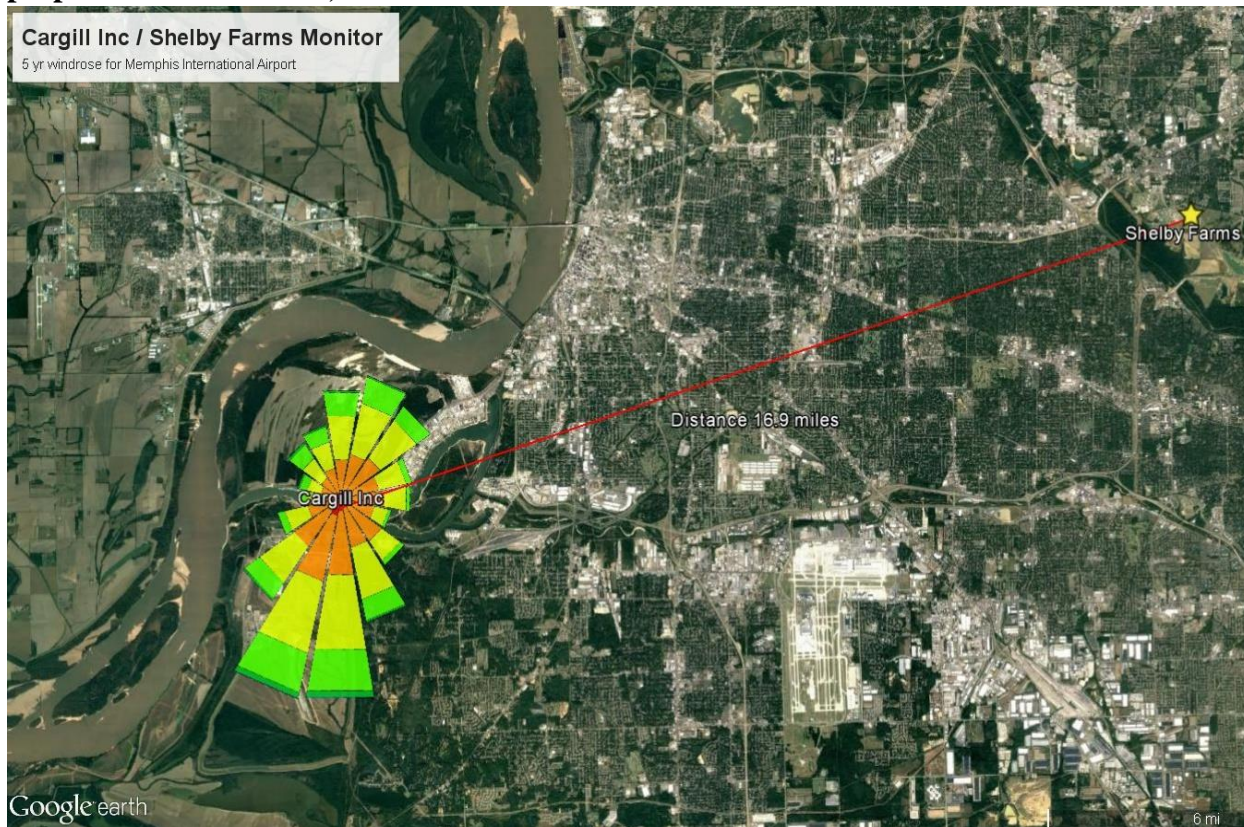 Cargill Inc / Shelby Farms Monitor
5 yr windrose for Memphis International Airport
Shelby Farms
Distance 16.9 miles
Cargill Inc
Google earth
6 mi